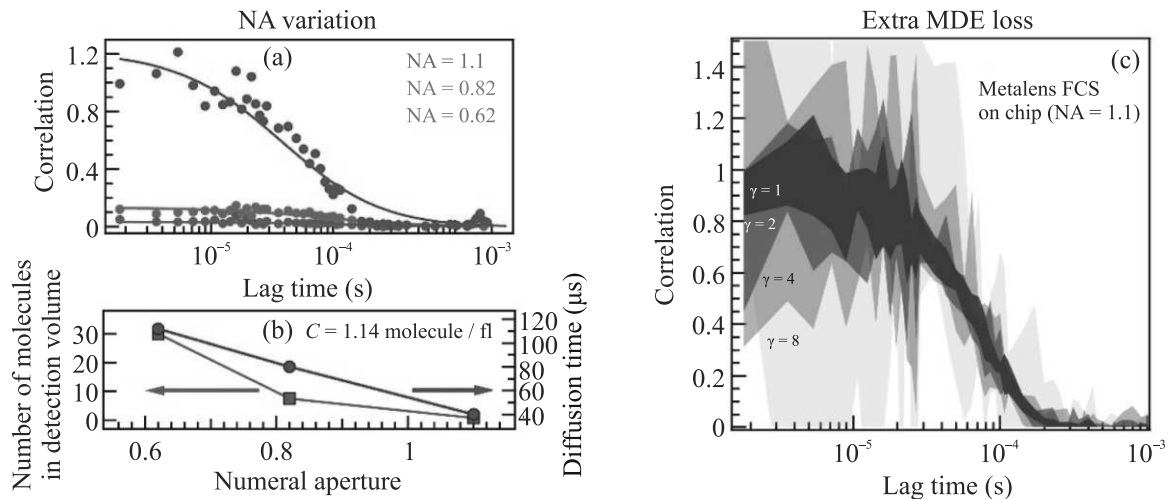 NA variation
(a)
NA = 1.1
NA = 0.82
NA = 0.62
1.2
0.8
0.4
0
Correlation
10⁻⁵
10⁻⁴
10⁻³
Lag time (s)
(b)
C = 1.14 molecule / fl
Number of molecules
in detection volume
30
20
10
0
120
100
80
60
40
Diffusion time (μs)
0.6
0.8
1
Numeral aperture
Extra MDE loss
(c)
Metalens FCS
on chip (NA = 1.1)
1.4
1.2
1
0.8
0.6
0.4
0.2
0
Correlation
γ = 1
γ = 2
γ = 4
γ = 8
10⁻⁵
10⁻⁴
10⁻³
Lag time (s)